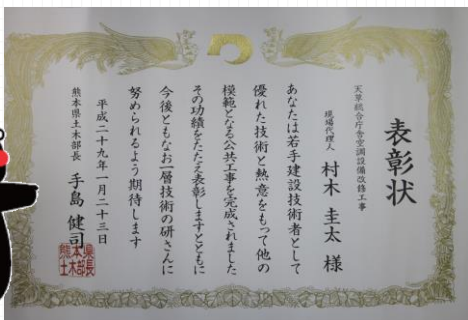 表彰状
天草総合庁舎空調設備改修工事
現場代理人 村木 圭太 様
あなたは若手建設技術者として
優れた技術と熱意をもって他の
模範となる公共工事を完成されました
その功績をたたえ表彰しますとともに
今後ともなお一層技術の研さんに
努められるよう期待します
平成二十九年一月二十三日
熊本県土木部長 手島 健司
熊本県
土木部長